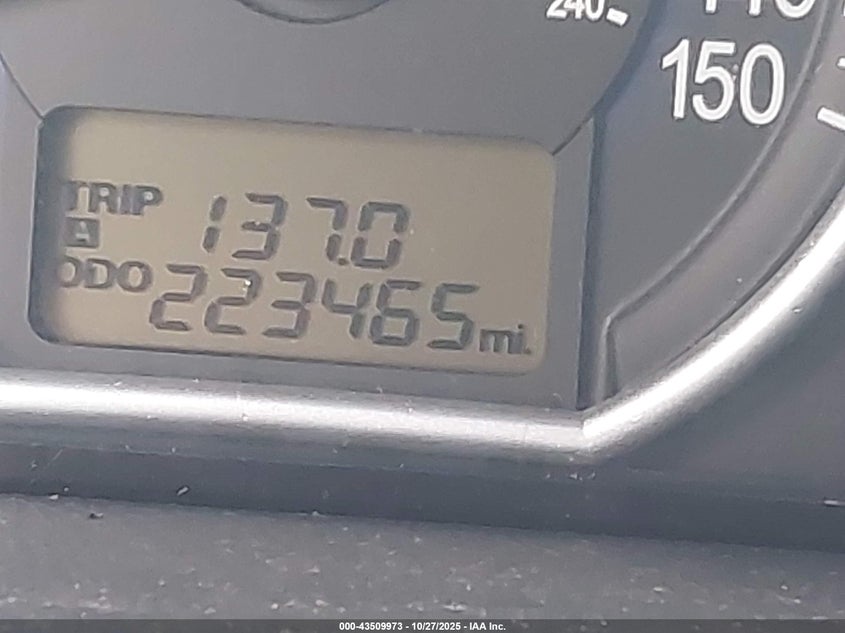 240
150
TRIP 137.0
A
ODO 223465 mi.
000-43509973 - 10/27/2025 - IAA Inc.